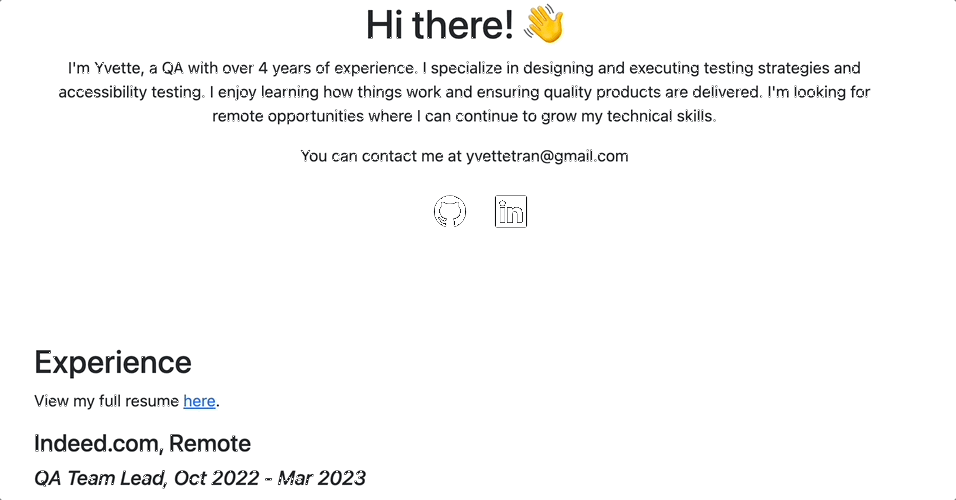 Hi there! 👋
I'm Yvette, a QA with over 4 years of experience. I specialize in designing and executing testing strategies and
accessibility testing. I enjoy learning how things work and ensuring quality products are delivered. I'm looking for
remote opportunities where I can continue to grow my technical skills.
You can contact me at yvettetran@gmail.com
in
Experience
View my full resume here.
Indeed.com, Remote
QA Team Lead, Oct 2022 - Mar 2023